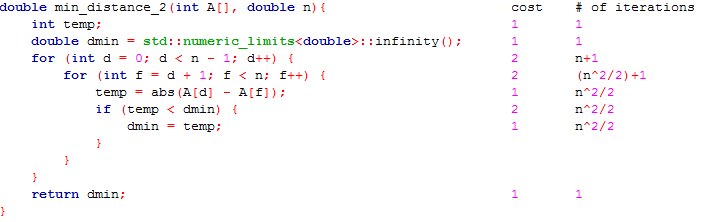 double min_distance_2(int A[], double n){ cost # of iterations
int temp; 1 1
double dmin = std::numeric_limits<double>::infinity(); 1 1
for (int d = 0; d < n - 1; d++) { 2 n+1
for (int f = d + 1; f < n; f++) { 2 (n^2/2)+1
temp = abs(A[d] - A[f]); 1 n^2/2
if (temp < dmin) { 2 n^2/2
dmin = temp; 1 n^2/2
}
}
}
return dmin; 1 1
}